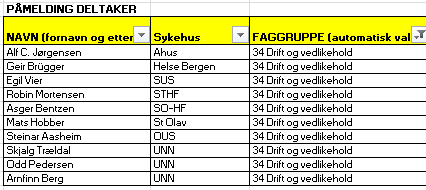 PÅMELDING DELTAKER
NAVN (fornavn og etter Sykehus FAGGRUPPE (automatisk val
Alf C. Jørgensen Ahus 34 Drift og vedlikehold
Geir Brügger Helse Bergen 34 Drift og vedlikehold
Egil Vier SUS 34 Drift og vedlikehold
Robin Mortensen STHF 34 Drift og vedlikehold
Asger Bentzen SO-HF 34 Drift og vedlikehold
Mats Hobber St Olav 34 Drift og vedlikehold
Steinar Aasheim OUS 34 Drift og vedlikehold
Skjalg Trældal UNN 34 Drift og vedlikehold
Odd Pedersen UNN 34 Drift og vedlikehold
Arnfinn Berg UNN 34 Drift og vedlikehold